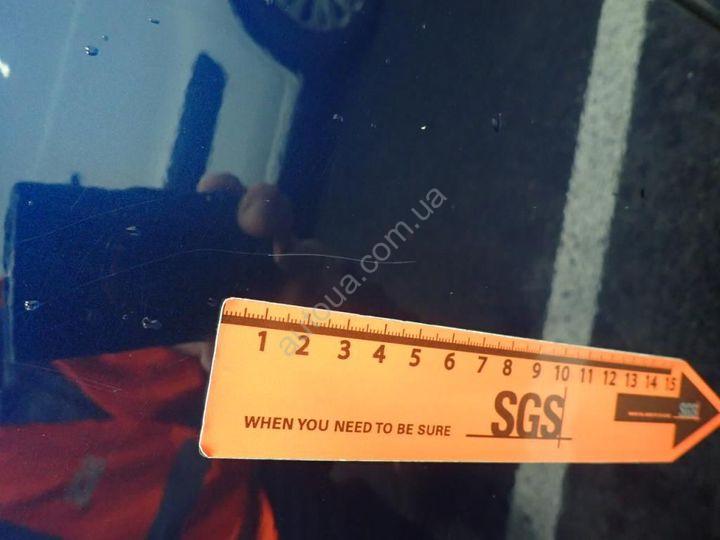 autoua.com.ua
1 2 3 4 5 6 7 8 9 10 11 12 13 14 15
WHEN YOU NEED TO BE SURE SGS
SGS